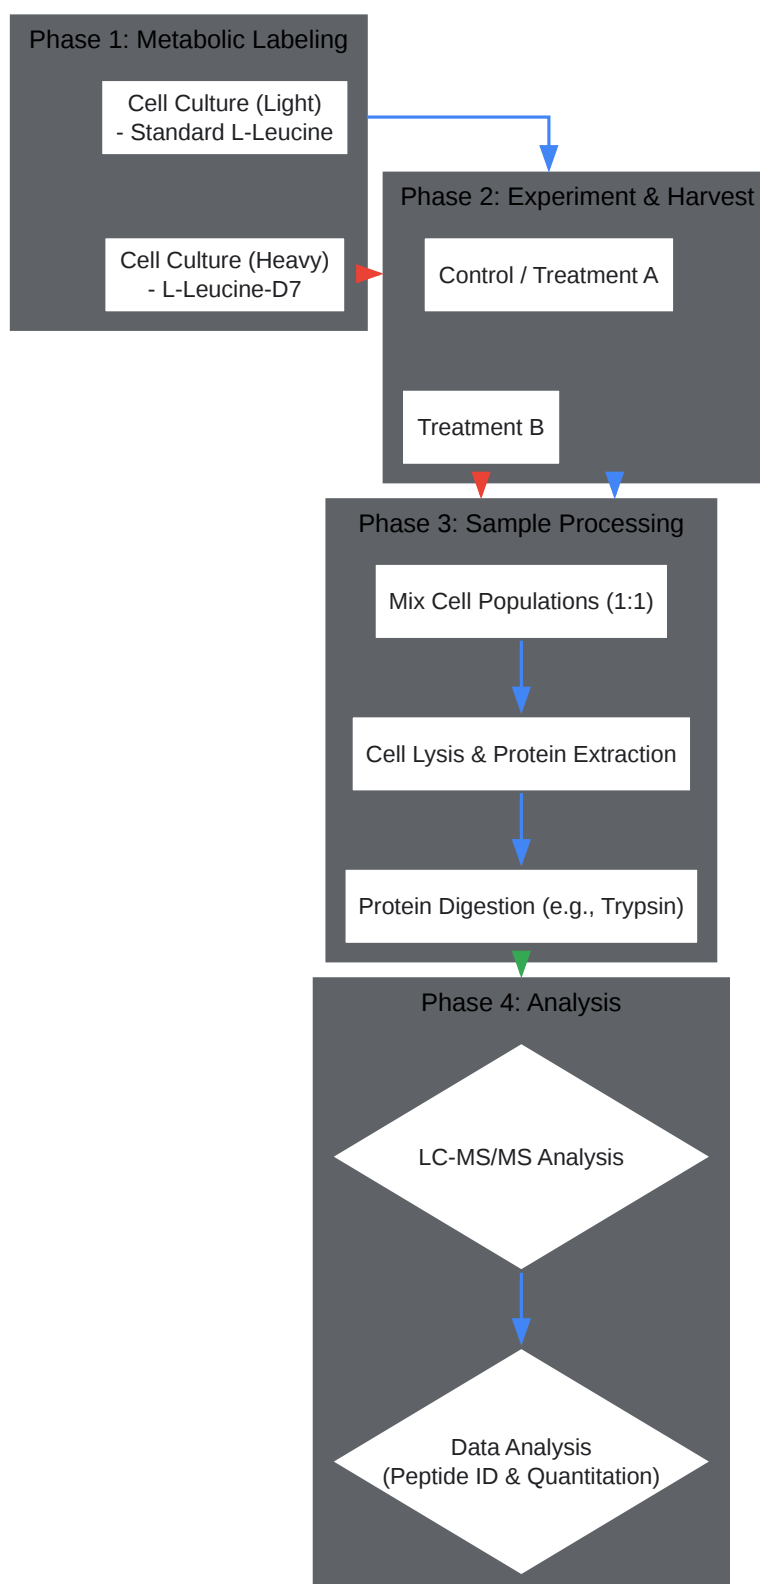 Phase 1: Metabolic Labeling
Cell Culture (Light)
- Standard L-Leucine
Cell Culture (Heavy)
- L-Leucine-D7
Phase 2: Experiment & Harvest
Control / Treatment A
Treatment B
Phase 3: Sample Processing
Mix Cell Populations (1:1)
Cell Lysis & Protein Extraction
Protein Digestion (e.g., Trypsin)
Phase 4: Analysis
LC-MS/MS Analysis
Data Analysis
(Peptide ID & Quantitation)